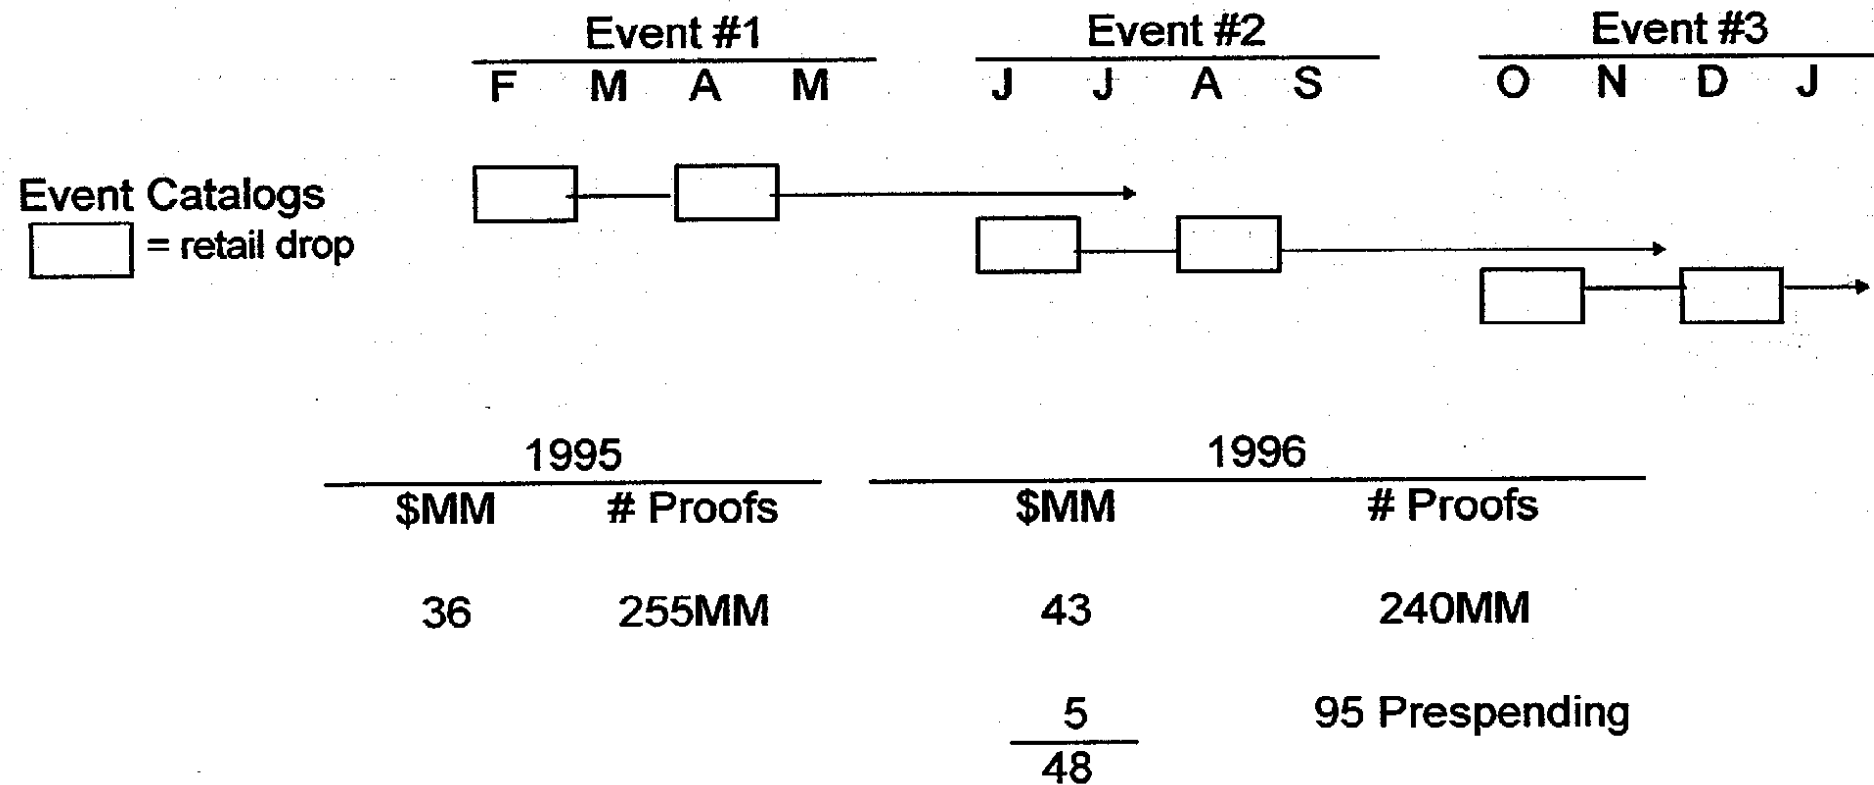 Event #1 Event #2 Event #3
F M A M J J A S O N D J
Event Catalogs
= retail drop
1995 1996
$MM # Proofs $MM # Proofs
36 255MM 43 240MM
5 95 Prespending
48